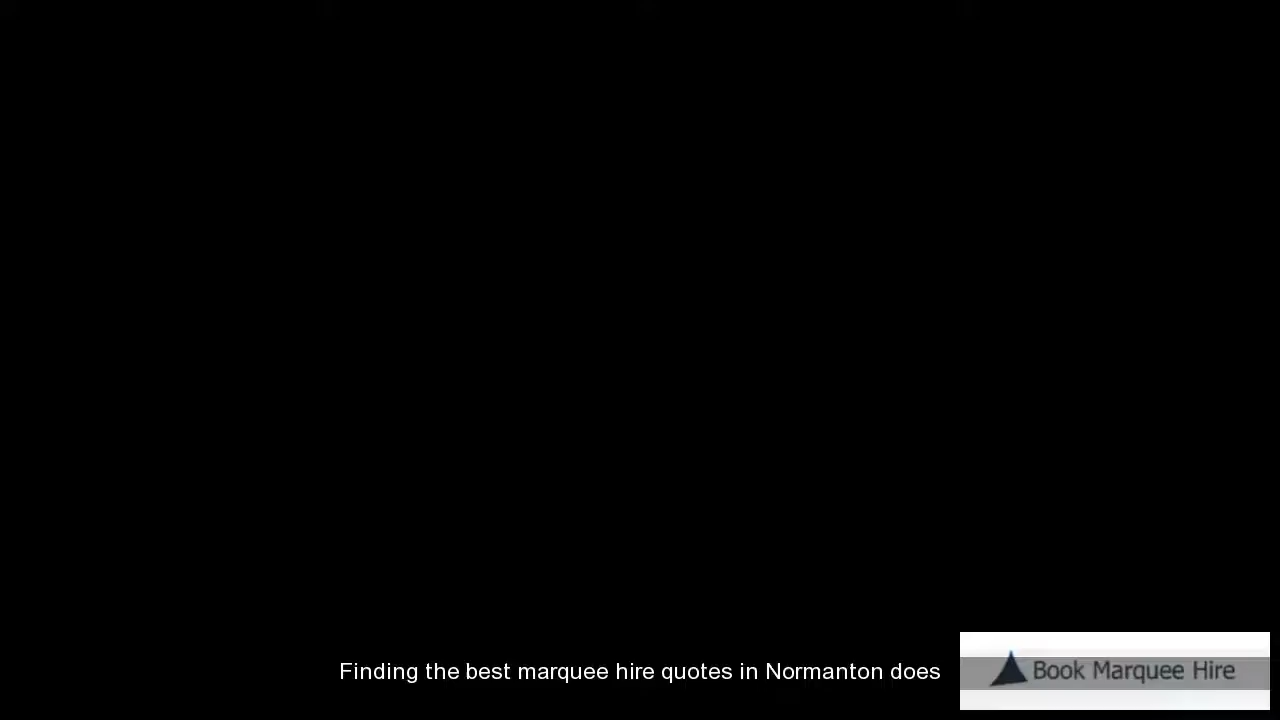 Finding the best marquee hire quotes in Normanton does
Book Marquee Hire